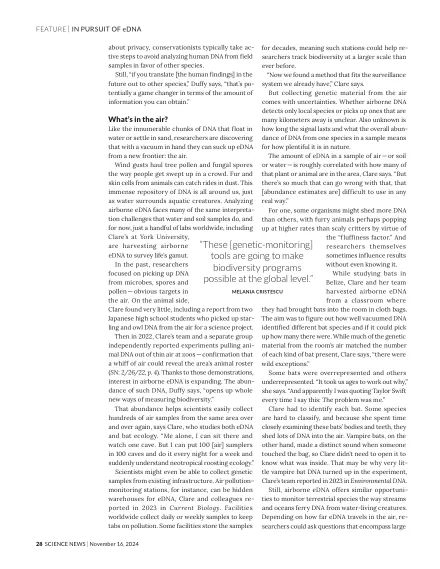 FEATURE | IN PURSUIT OF eDNA
about privacy, conservationists typically take ac-
tive steps to avoid analyzing human DNA from field
samples in favor of other species.
Still, “if you translate [the human findings] in the
future out to other species,” Duffy says, “that’s po-
tentially a game changer in terms of the amount of
information you can obtain.”
What’s in the air?
Like the innumerable chunks of DNA that float in
water or settle in sand, researchers are discovering
that with a vacuum in hand they can suck up eDNA
from a new frontier: the air.
Wind gusts haul tree pollen and fungal spores
the way people get swept up in a crowd. Fur and
skin cells from animals can catch rides in dust. This
immense repository of DNA is all around us, just
as water surrounds aquatic creatures. Analyzing
airborne eDNA faces many of the same interpreta-
tion challenges that water and soil samples do, and
for now, just a handful of labs worldwide, including
Clare’s at York University,
are harvesting airborne
eDNA to survey life’s gamut.
In the past, researchers
focused on picking up DNA
from microbes, spores and
pollen — obvious targets in
the air. On the animal side,
Clare found very little, including a report from two
Japanese high school students who picked up star-
ling and owl DNA from the air for a science project.
Then in 2022, Clare’s team and a separate group
independently reported experiments pulling ani-
mal DNA out of thin air at zoos — confirmation that
a whiff of air could reveal the area’s animal roster
(SN: 2/26/22, p. 4). Thanks to those demonstrations,
interest in airborne eDNA is expanding. The abun-
dance of such DNA, Duffy says, “opens up whole
new ways of measuring biodiversity.”
That abundance helps scientists easily collect
hundreds of air samples from the same area over
and over again, says Clare, who studies both eDNA
and bat ecology. “Me alone, I can sit there and
watch one cave. But I can put 100 [air] samplers
in 100 caves and do it every night for a week and
suddenly understand neotropical roosting ecology.”
Scientists might even be able to collect genetic
samples from existing infrastructure. Air pollution–
monitoring stations, for instance, can be hidden
warehouses for eDNA, Clare and colleagues re-
ported in 2023 in Current Biology. Facilities
worldwide collect daily or weekly samples to keep
tabs on pollution. Some facilities store the samples
“These [genetic-monitoring]
tools are going to make
biodiversity programs
possible at the global level.”
MELANIA CRISTESCU
for decades, meaning such stations could help re-
searchers track biodiversity at a larger scale than
ever before.
“Now we found a method that fits the surveillance
system we already have,” Clare says.
But collecting genetic material from the air
comes with uncertainties. Whether airborne DNA
detects only local species or picks up ones that are
many kilometers away is unclear. Also unknown is
how long the signal lasts and what the overall abun-
dance of DNA from one species in a sample means
for how plentiful it is in nature.
The amount of eDNA in a sample of air — or soil
or water — is roughly correlated with how many of
that plant or animal are in the area, Clare says. “But
there’s so much that can go wrong with that, that
[abundance estimates are] difficult to use in any
real way.”
For one, some organisms might shed more DNA
than others, with furry animals perhaps popping
up at higher rates than scaly critters by virtue of
the “fluffiness factor.” And
researchers themselves
sometimes influence results
without even knowing it.
While studying bats in
Belize, Clare and her team
harvested airborne eDNA
from a classroom where
they had brought bats into the room in cloth bags.
The aim was to figure out how well vacuumed DNA
identified different bat species and if it could pick
up how many there were. While much of the genetic
material from the room’s air matched the number
of each kind of bat present, Clare says, “there were
wild exceptions.”
Some bats were overrepresented and others
underrepresented. “It took us ages to work out why,”
she says. “And apparently I was quoting Taylor Swift
every time I say this: The problem was me.”
Clare had to identify each bat. Some species
are hard to classify, and because she spent time
closely examining these bats’ bodies and teeth, they
shed lots of DNA into the air. Vampire bats, on the
other hand, made a distinct sound when someone
touched the bag, so Clare didn’t need to open it to
know what was inside. That may be why very lit-
tle vampire bat DNA turned up in the experiment,
Clare’s team reported in 2023 in Environmental DNA.
Still, airborne eDNA offers similar opportuni-
ties to monitor terrestrial species the way streams
and oceans ferry DNA from water-living creatures.
Depending on how far eDNA travels in the air, re-
searchers could ask questions that encompass large
28 SCIENCE NEWS | November 16, 2024